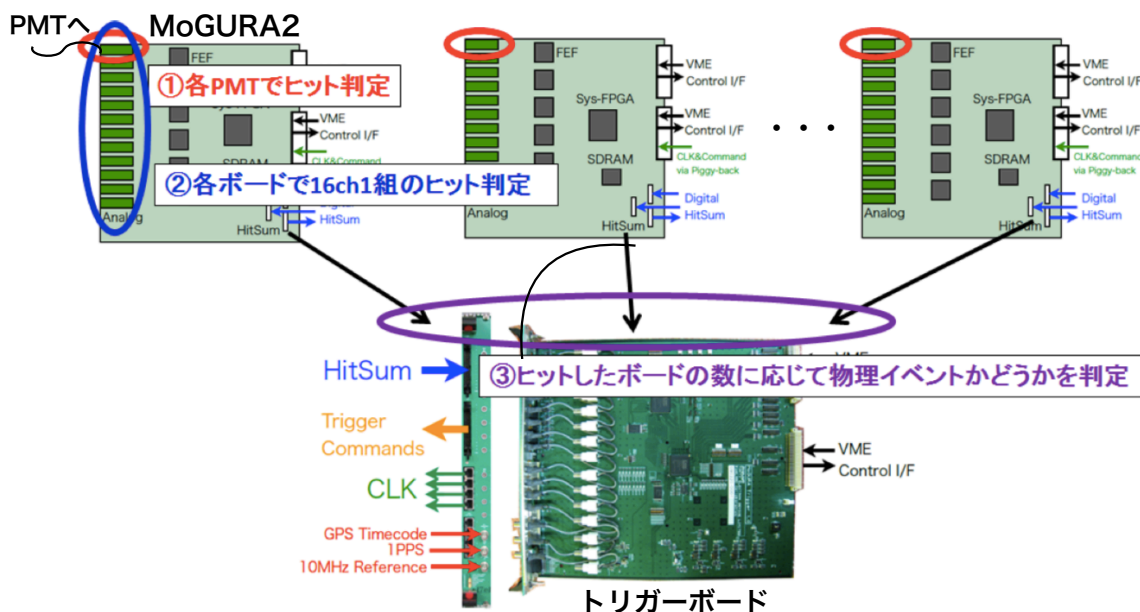 PMTへ
MoGURA2
FEF
①各PMTでヒット判定
VME
Control I/F
SDRAM
②各ボードで16ch1組のヒット判定
Analog
HitSum
Digital
HitSum
FEF
VME
Control I/F
Sys-FPGA
VME
Control I/F
SDRAM
CLK&Command
via Piggy-back
Digital
HitSum
Analog
HitSum
・・・
FEF
VME
Control I/F
Sys-FPGA
VME
Control I/F
SDRAM
CLK&Command
via Piggy-back
Digital
HitSum
Analog
HitSum
HitSum
③ヒットしたボードの数に応じて物理イベントかどうかを判定
Trigger
Commands
VME
Control I/F
CLK
GPS Timecode
1PPS
10MHz Reference
トリガーボード